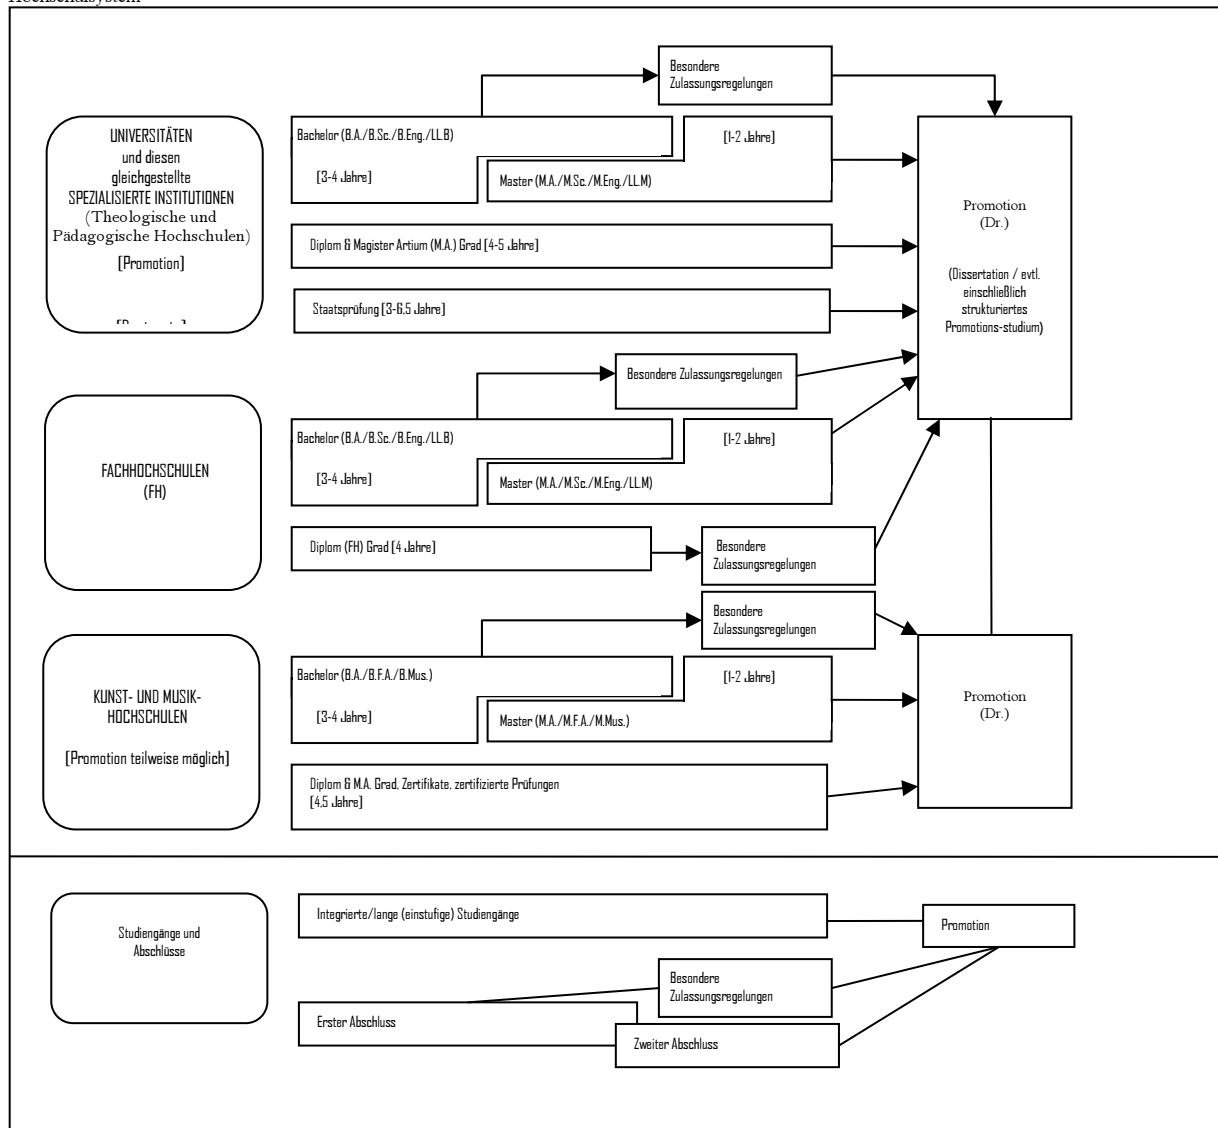 Besondere
Zulassungsregelungen
UNIVERSITÄTEN
und diesen
gleichgestellte
SPEZIALISIERTE INSTITUTIONEN
(Theologische und
Pädagogische Hochschulen)
[Promotion]
Bachelor (B.A./B.Sc./B.Eng./LL.B)
[3-4 Jahre]
[1-2 Jahre]
Master (M.A./M.Sc./M.Eng./LL.M)
Diplom & Magister Artium (M.A.) Grad [4-5 Jahre]
Staatsprüfung [3-6,5 Jahre]
Promotion
(Dr.)
(Dissertation / evtl.
einschließlich
strukturiertes
Promotions-studium)
Besondere Zulassungsregelungen
FACHHOCHSCHULEN
(FH)
Bachelor (B.A./B.Sc./B.Eng./LL.B)
[3-4 Jahre]
[1-2 Jahre]
Master (M.A./M.Sc./M.Eng./LL.M)
Diplom (FH) Grad [4 Jahre]
Besondere
Zulassungsregelungen
Besondere
Zulassungsregelungen
KUNST- UND MUSIK-
HOCHSCHULEN
[Promotion teilweise möglich]
Bachelor (B.A./B.F.A./B.Mus.)
[3-4 Jahre]
[1-2 Jahre]
Master (M.A./M.F.A./M.Mus.)
Diplom & M.A. Grad, Zertifikate, zertifizierte Prüfungen
[4,5 Jahre]
Promotion
(Dr.)
Studiengänge und
Abschlüsse
Integrierte/lange (einstufige) Studiengänge
Promotion
Besondere
Zulassungsregelungen
Erster Abschluss
Zweiter Abschluss